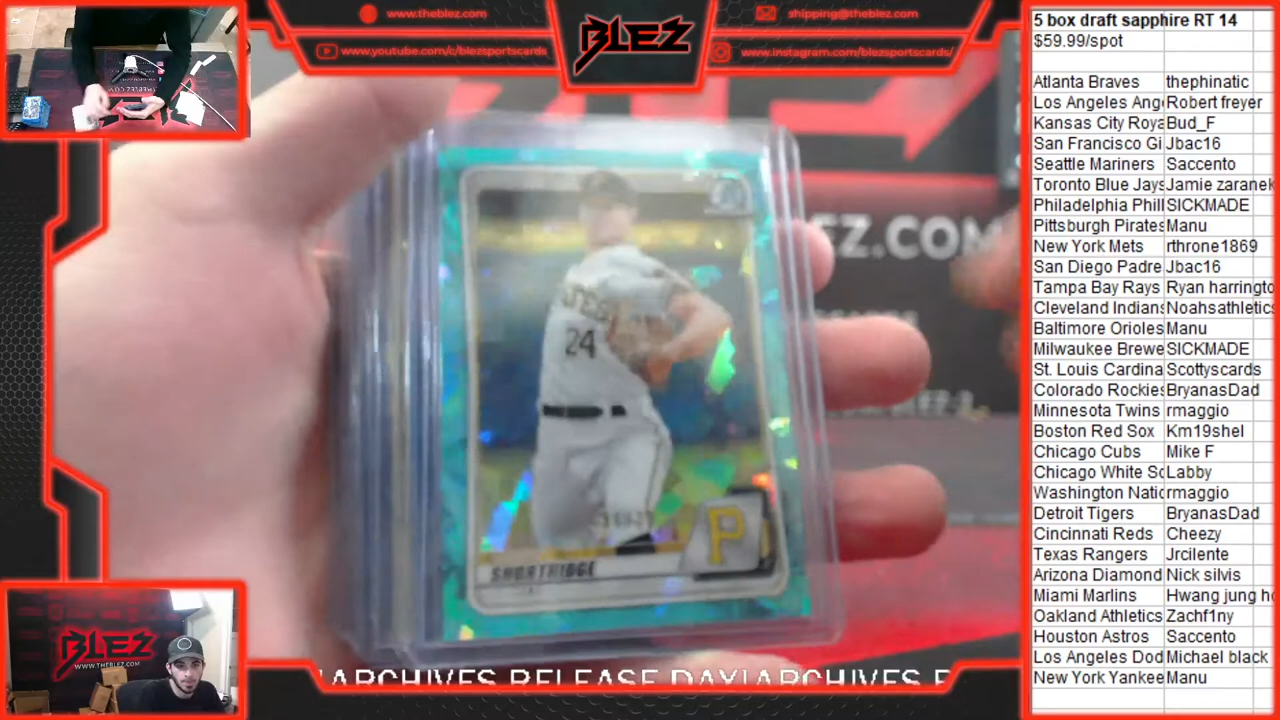 www.theblez.com
shipping@theblez.com
www.youtube.com/c/blezsportscards
www.instagram.com/blezsportscards/
BLEZ
EZ.COM
24
SHORTRIDGE
P
BLEZ
WWW.THEBLEZ.COM
!ARCHIVES RELEASE DAY!ARCHIVES
5 box draft sapphire RT 14
$59.99/spot
Atlanta Braves thephinatic
Los Angeles Ang Robert freyer
Kansas City Roya Bud_F
San Francisco Gi Jbac16
Seattle Mariners Saccento
Toronto Blue Jays Jamie zaranek
Philadelphia Phill SICKMADE
Pittsburgh Pirates Manu
New York Mets rthrone1869
San Diego Padre Jbac16
Tampa Bay Rays Ryan harringto
Cleveland Indians Noahsathletics
Baltimore Orioles Manu
Milwaukee Brewe SICKMADE
St. Louis Cardina Scottyscards
Colorado Rockies BryanasDad
Minnesota Twins rmaggio
Boston Red Sox Km19shel
Chicago Cubs Mike F
Chicago White So Labby
Washington Natio rmaggio
Detroit Tigers BryanasDad
Cincinnati Reds Cheezy
Texas Rangers Jrcilente
Arizona Diamond Nick silvis
Miami Marlins Hwang jung h
Oakland Athletics Zachf1ny
Houston Astros Saccento
Los Angeles Dod Michael black
New York Yankee Manu